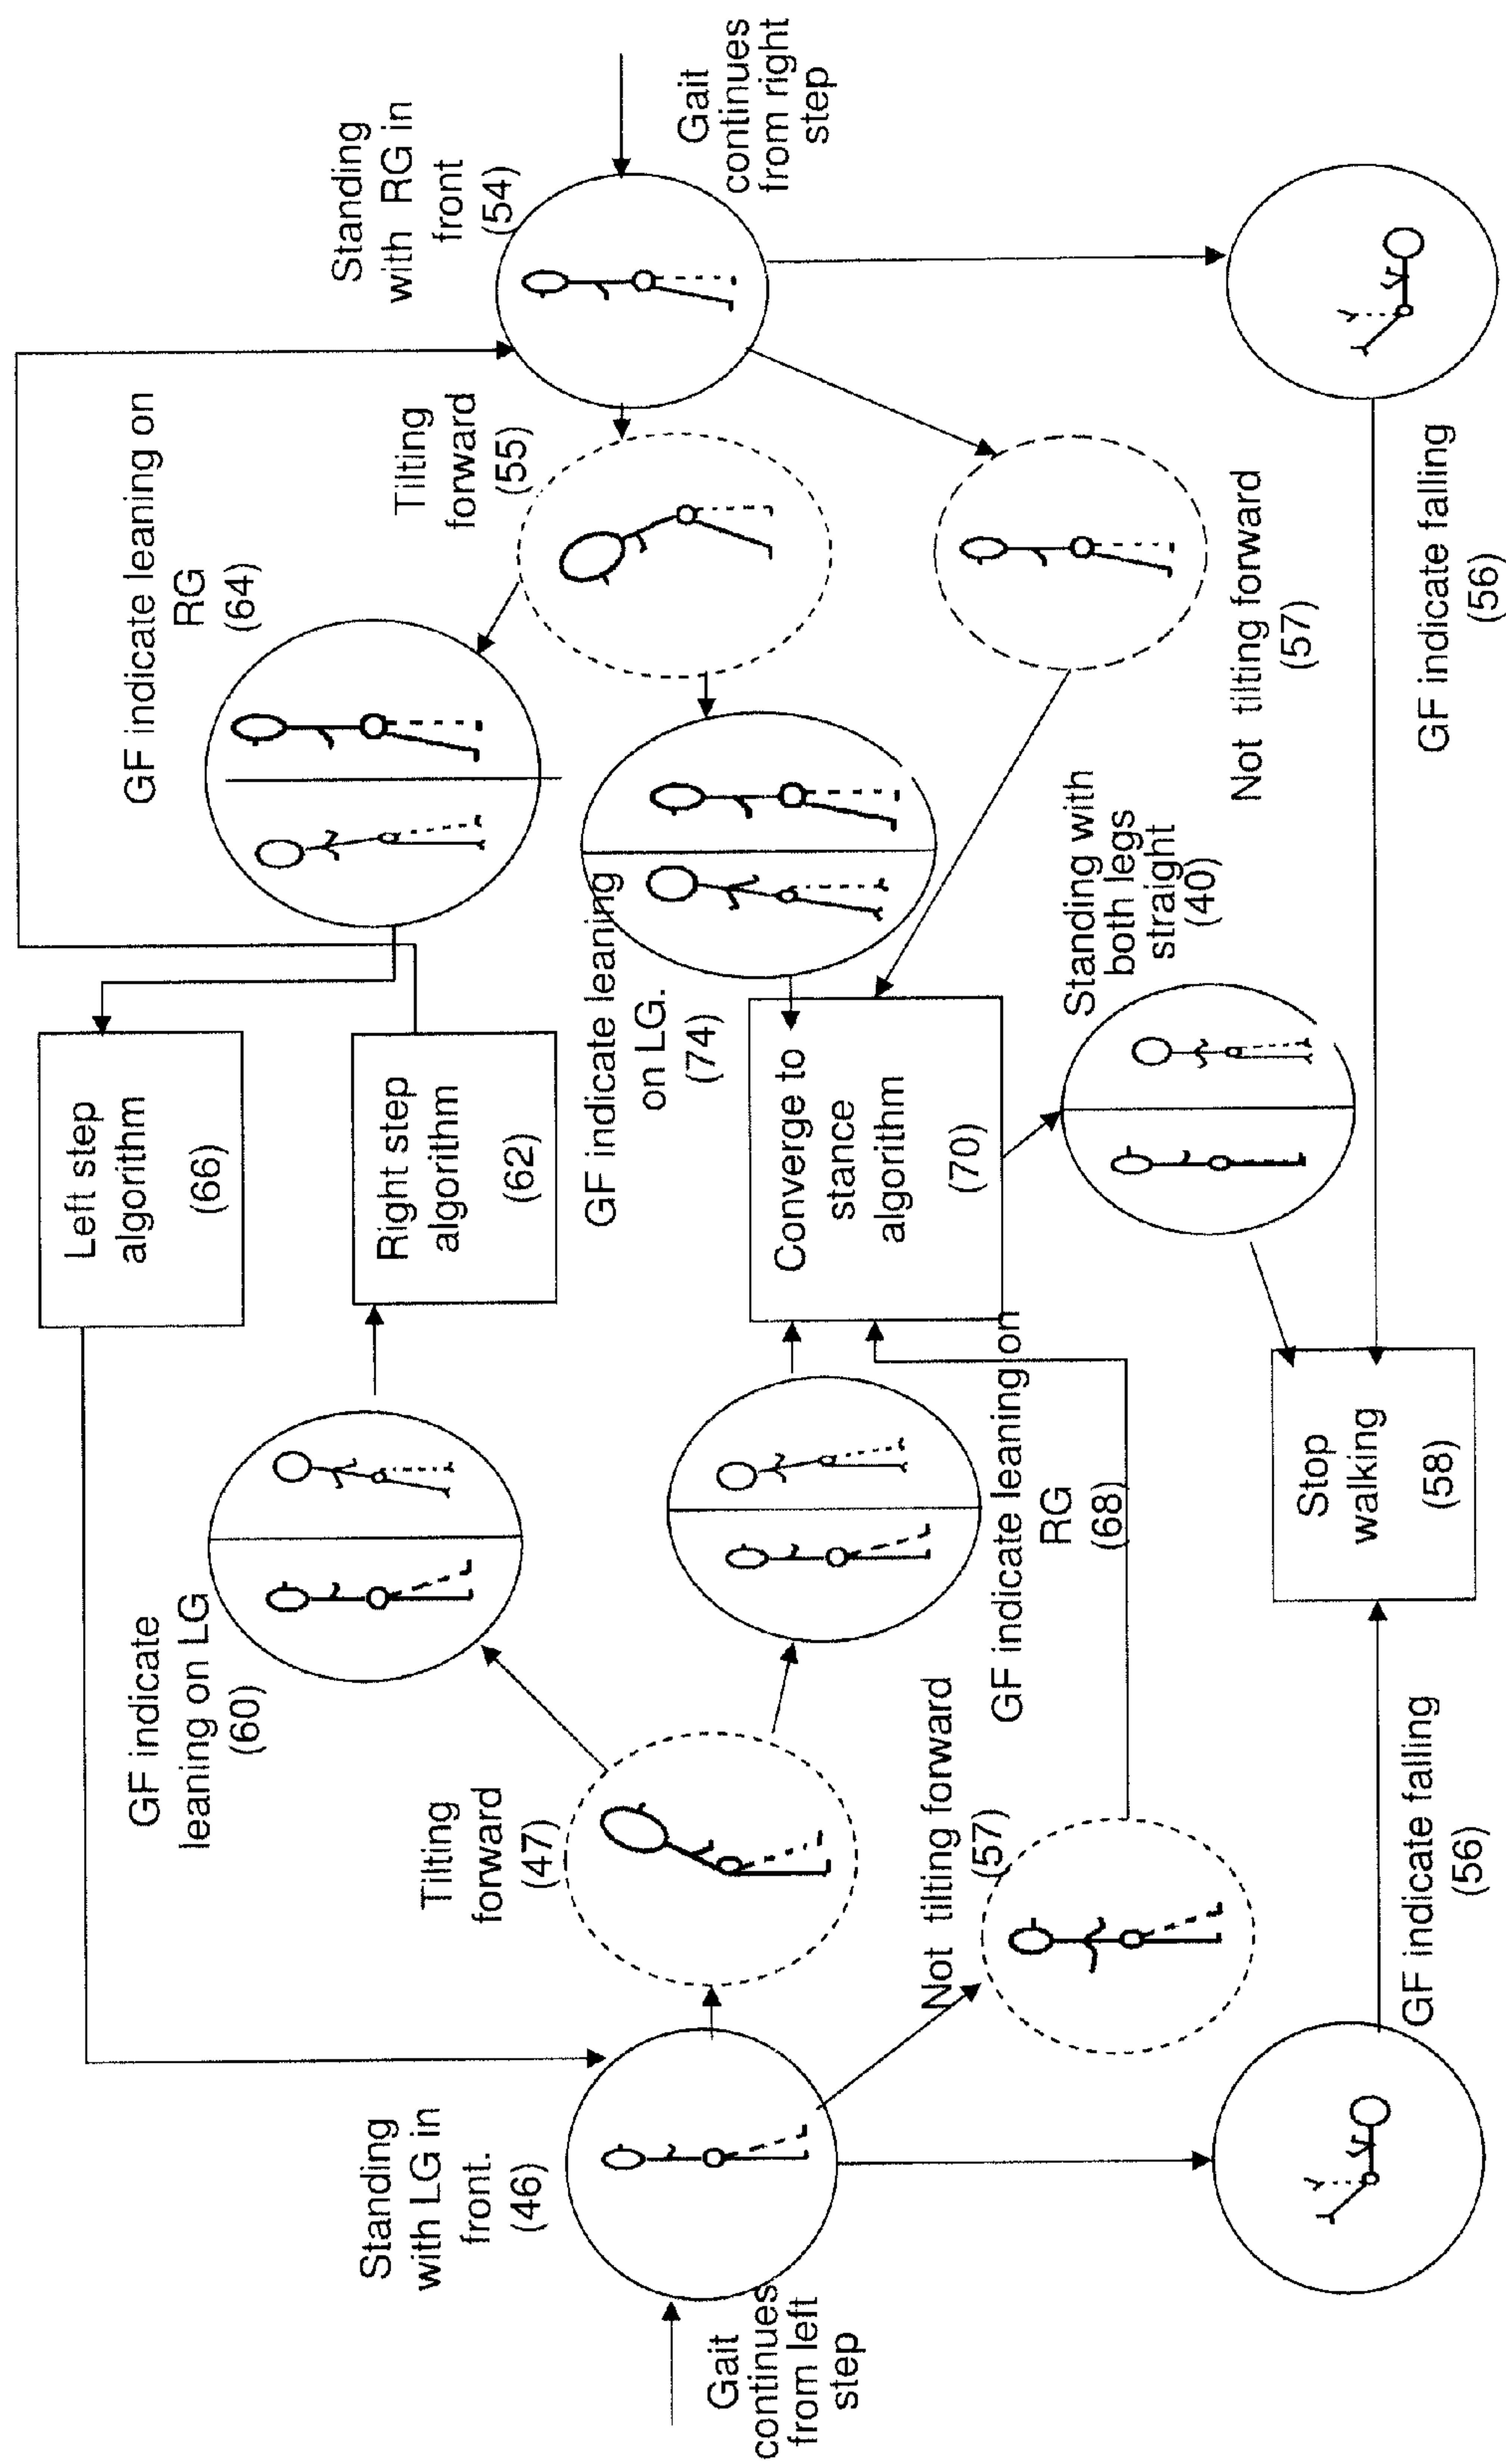 Gait
continues
from left
step
Standing
with LG in
front.
(46)
GF indicate
leaning on LG
(60)
Tilting
forward
(47)
Not tilting forward
(57)
GF indicate falling
(56)
GF indicate leaning on
RG
(68)
Left step
algorithm
(66)
Right step
algorithm
(62)
GF indicate leaning
on LG.
(74)
Converge to
stance
algorithm
(70)
Standing with
both legs
straight
(40)
Stop
walking
(58)
GF indicate leaning on
RG
(64)
Tilting
forward
(55)
Not tilting forward
(57)
GF indicate falling
(56)
Standing
with RG in
front
(54)
Gait
continues
from right
step